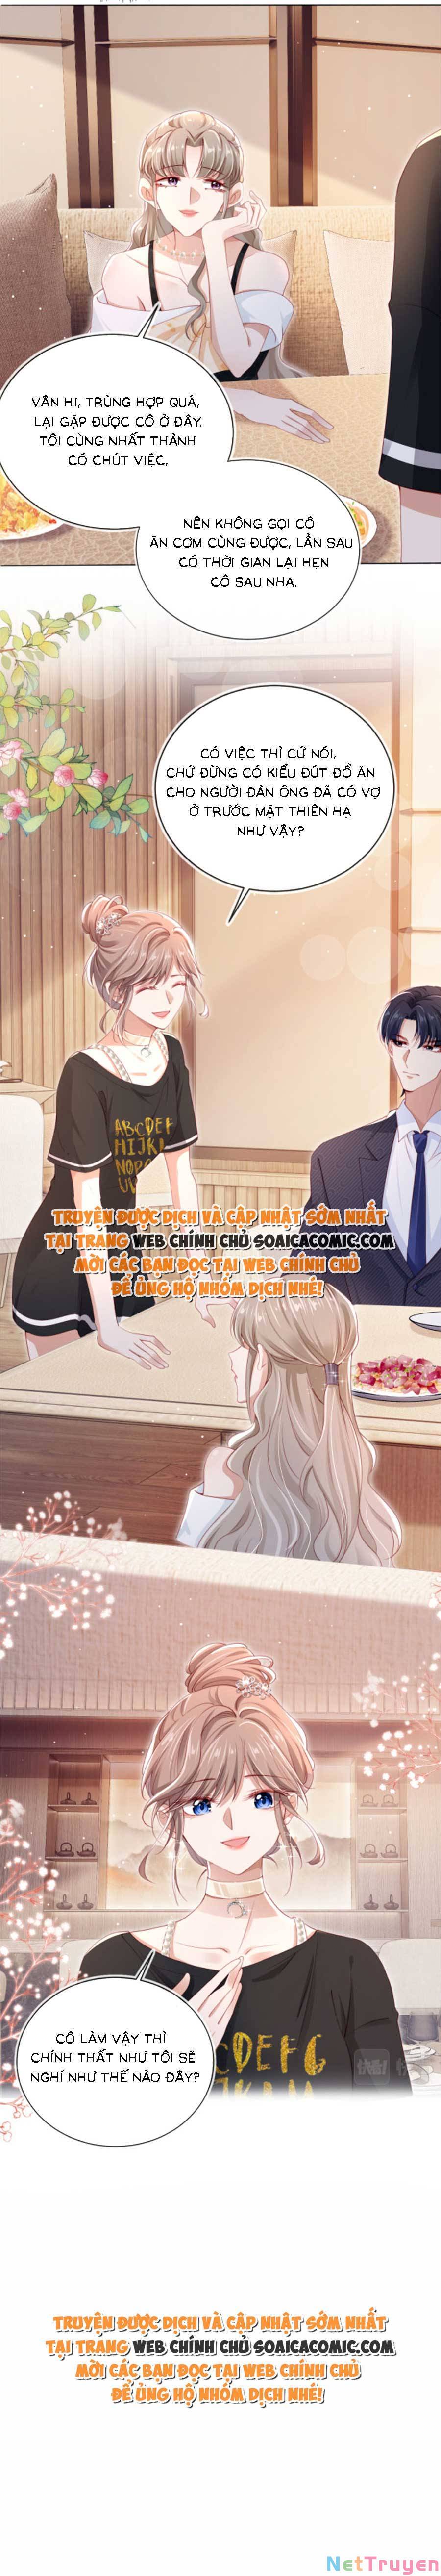 VÂN HI, TRÙNG HỢP QUÁ,
LẠI GẶP ĐƯỢC CÔ Ở ĐÂY.
TÔI CÙNG NHẤT THÀNH
CÓ CHÚT VIỆC,
NÊN KHÔNG GỌI CÔ
ĂN CƠM CÙNG ĐƯỢC, LẦN SAU
CÓ THỜI GIAN LẠI HẸN
CÔ SAU NHA.
CÓ VIỆC THÌ CỨ NÓI,
CHỨ ĐỪNG CÓ KIỂU ĐÚT ĐỒ ĂN
CHO NGƯỜI ĐÀN ÔNG ĐÃ CÓ VỢ
Ở TRƯỚC MẶT THIÊN HẠ
NHƯ VẬY?
ABCDEF
HIJKL
NOP
UV
TRUYỆN ĐƯỢC DỊCH VÀ CẬP NHẬT SỚM NHẤT
TẠI TRANG WEB CHÍNH CHỦ SOAICACOMIC.COM
MỜI CÁC BẠN ĐỌC TẠI WEB CHÍNH CHỦ
ĐỂ ỦNG HỘ NHÓM DỊCH NHÉ!
CÔ LÀM VẬY THÌ
CHÍNH THẤT NHƯ TÔI SẼ
NGHĨ NHƯ THẾ NÀO ĐÂY?
CDEFG
TRUYỆN ĐƯỢC DỊCH VÀ CẬP NHẬT SỚM NHẤT
TẠI TRANG WEB CHÍNH CHỦ SOAICACOMIC.COM
MỜI CÁC BẠN ĐỌC TẠI WEB CHÍNH CHỦ
ĐỂ ỦNG HỘ NHÓM DỊCH NHÉ!
NetTruyen